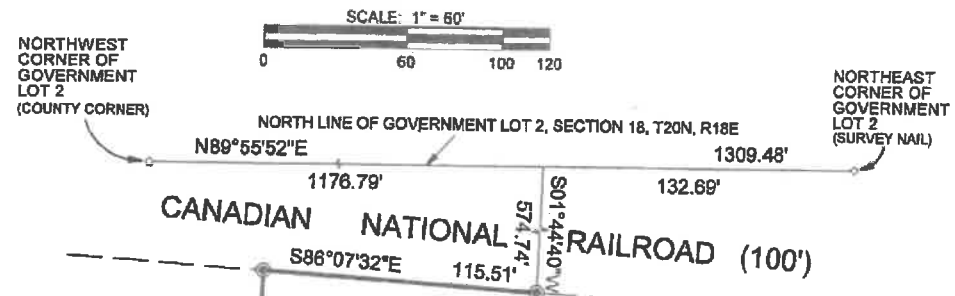 SCALE: 1" = 60'
0 60 100 120
NORTHWEST
CORNER OF
GOVERNMENT
LOT 2
(COUNTY CORNER)
NORTHEAST
CORNER OF
GOVERNMENT
LOT 2
(SURVEY NAIL)
NORTH LINE OF GOVERNMENT LOT 2, SECTION 18, T20N, R18E
N89°55'52"E
1309.48'
1176.79'
132.69'
S01°44'40"W
574.74'
CANADIAN NATIONAL RAILROAD (100')
S86°07'32"E
115.51'